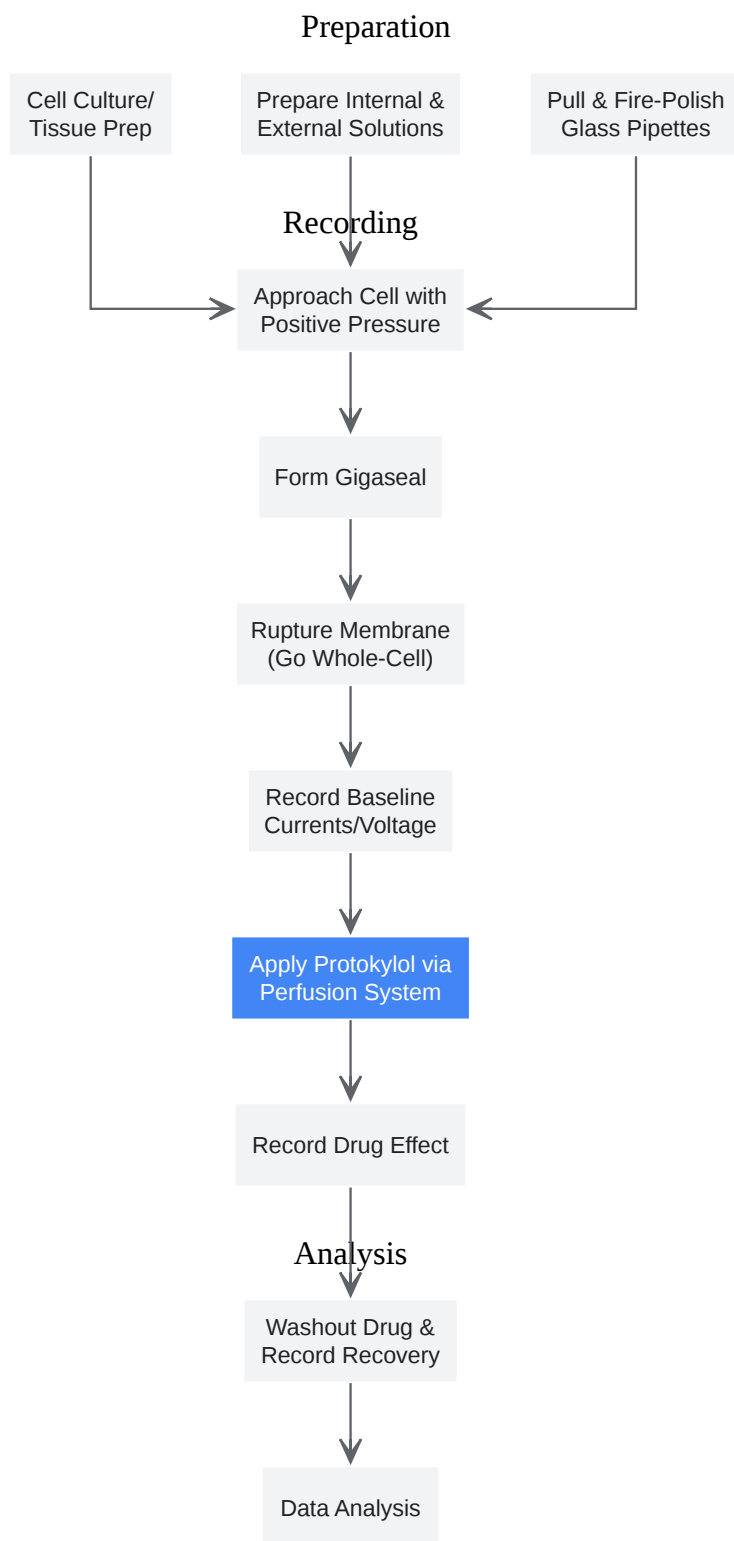 Preparation
Cell Culture/
Tissue Prep
Prepare Internal &
External Solutions
Pull & Fire-Polish
Glass Pipettes
Recording
Approach Cell with
Positive Pressure
Form Gigaseal
Rupture Membrane
(Go Whole-Cell)
Record Baseline
Currents/Voltage
Apply Protokylol via
Perfusion System
Record Drug Effect
Analysis
Washout Drug &
Record Recovery
Data Analysis